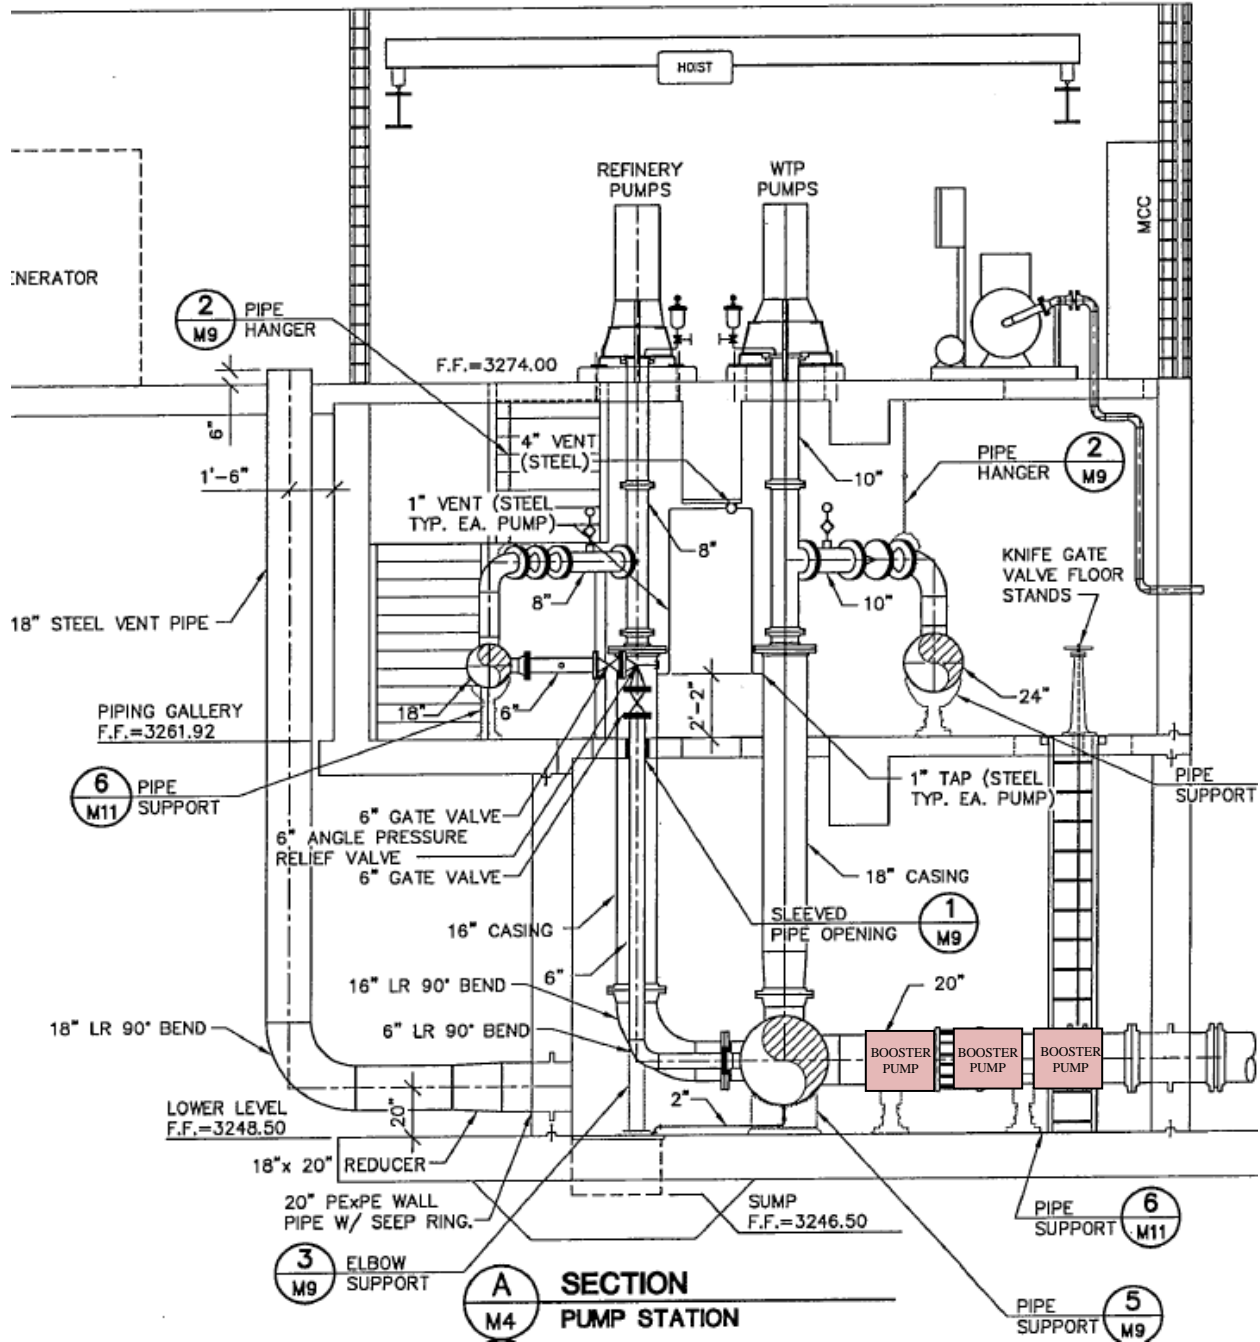 HOIST
REFINERY
PUMPS
WTP
PUMPS
MCC
ENERATOR
2
M9
PIPE
HANGER
F.F.=3274.00
6"
1'-6"
4" VENT
(STEEL)
10"
PIPE
HANGER
2
M9
1" VENT (STEEL
TYP. EA. PUMP)
8"
KNIFE GATE
VALVE FLOOR
STANDS
8"
10"
18" STEEL VENT PIPE
18"
6"
2'-2"
24"
PIPING GALLERY
F.F.=3261.92
6
M11
PIPE
SUPPORT
1" TAP (STEEL
TYP. EA. PUMP)
PIPE
SUPPORT
6" GATE VALVE
6" ANGLE PRESSURE
RELIEF VALVE
6" GATE VALVE
18" CASING
16" CASING
SLEEVED
PIPE OPENING
1
M9
6"
16" LR 90° BEND
20"
18" LR 90° BEND
6" LR 90° BEND
BOOSTER
PUMP
BOOSTER
PUMP
BOOSTER
PUMP
LOWER LEVEL
F.F.=3248.50
20"
2"
18"x 20" REDUCER
20" PExPE WALL
PIPE W/ SEEP RING.
SUMP
F.F.=3246.50
PIPE
SUPPORT
6
M11
3
M9
ELBOW
SUPPORT
A
M4
SECTION
PUMP STATION
PIPE
SUPPORT
5
M9